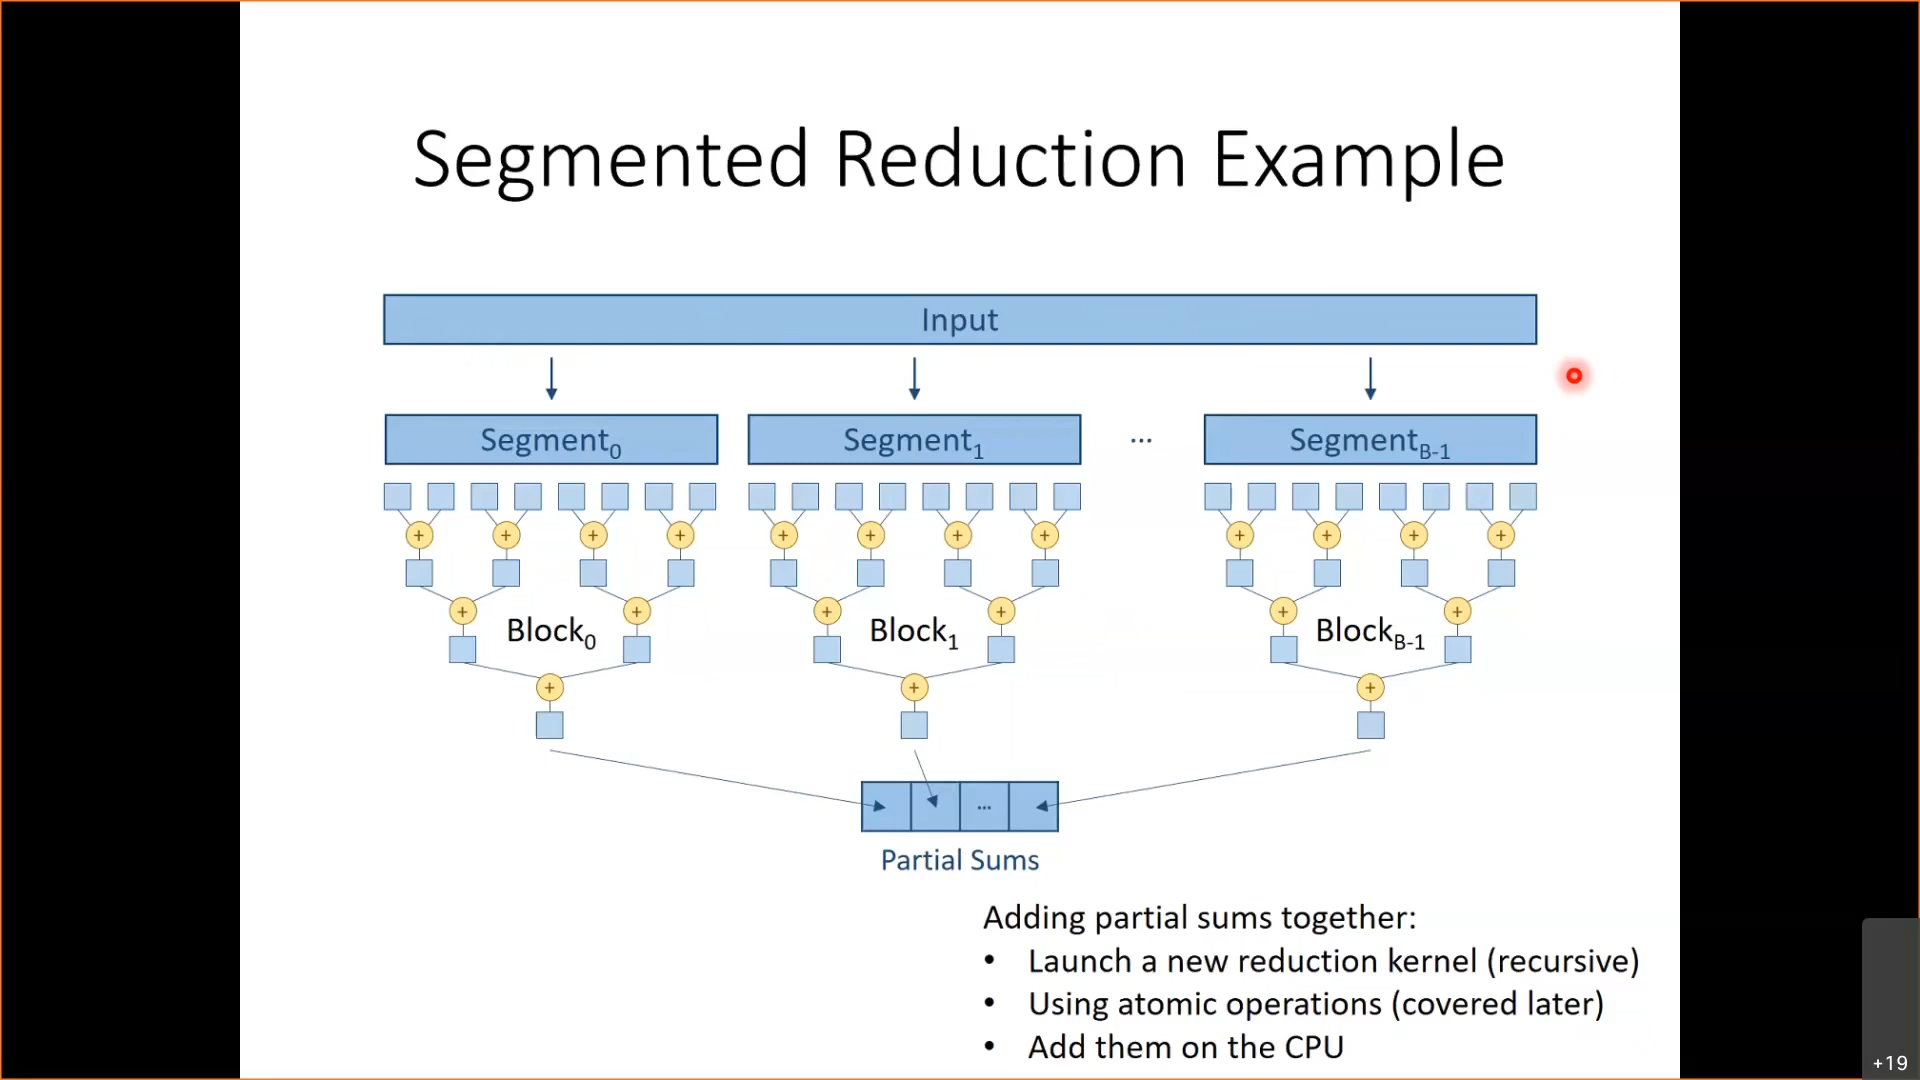 Segmented Reduction Example
Input
Segment0 Segment1 ... SegmentB-1
+ + + + + + + + + + + +
+ + + + + +
Block0 Block1 BlockB-1
+ + +
...
Partial Sums
Adding partial sums together:
• Launch a new reduction kernel (recursive)
• Using atomic operations (covered later)
• Add them on the CPU
+19